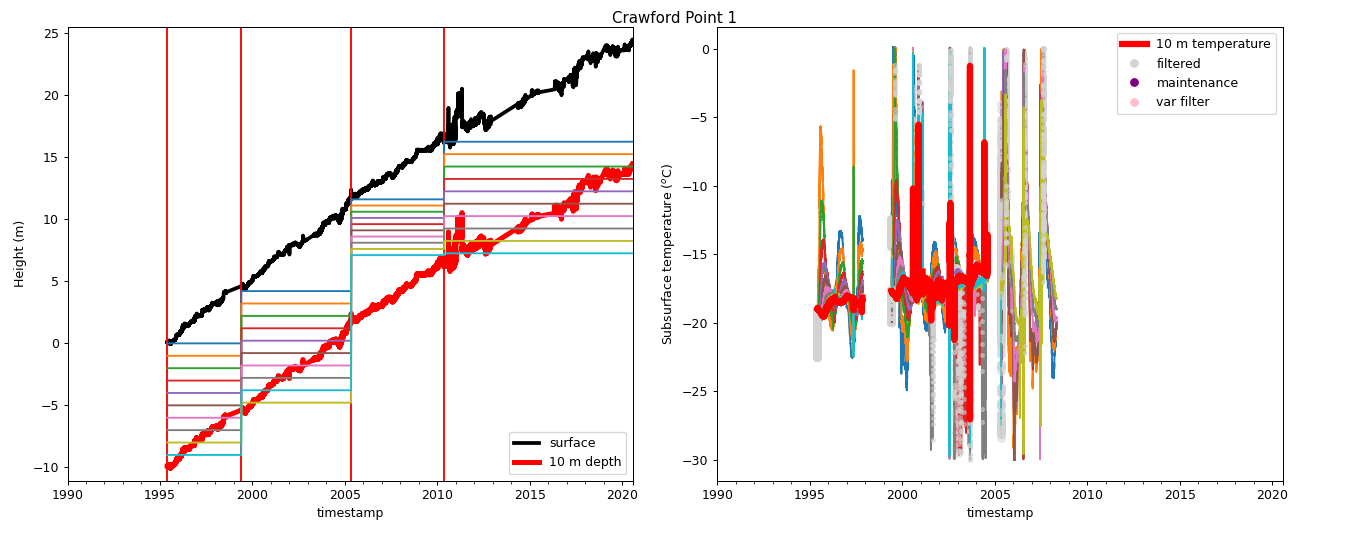 Crawford Point 1
25
20
15
10
5
0
−5
−10
Height (m)
surface
10 m depth
1990
1995
2000
2005
2010
2015
2020
timestamp
0
−5
−10
−15
−20
−25
−30
Subsurface temperature (°C)
10 m temperature
filtered
maintenance
var filter
1990
1995
2000
2005
2010
2015
2020
timestamp